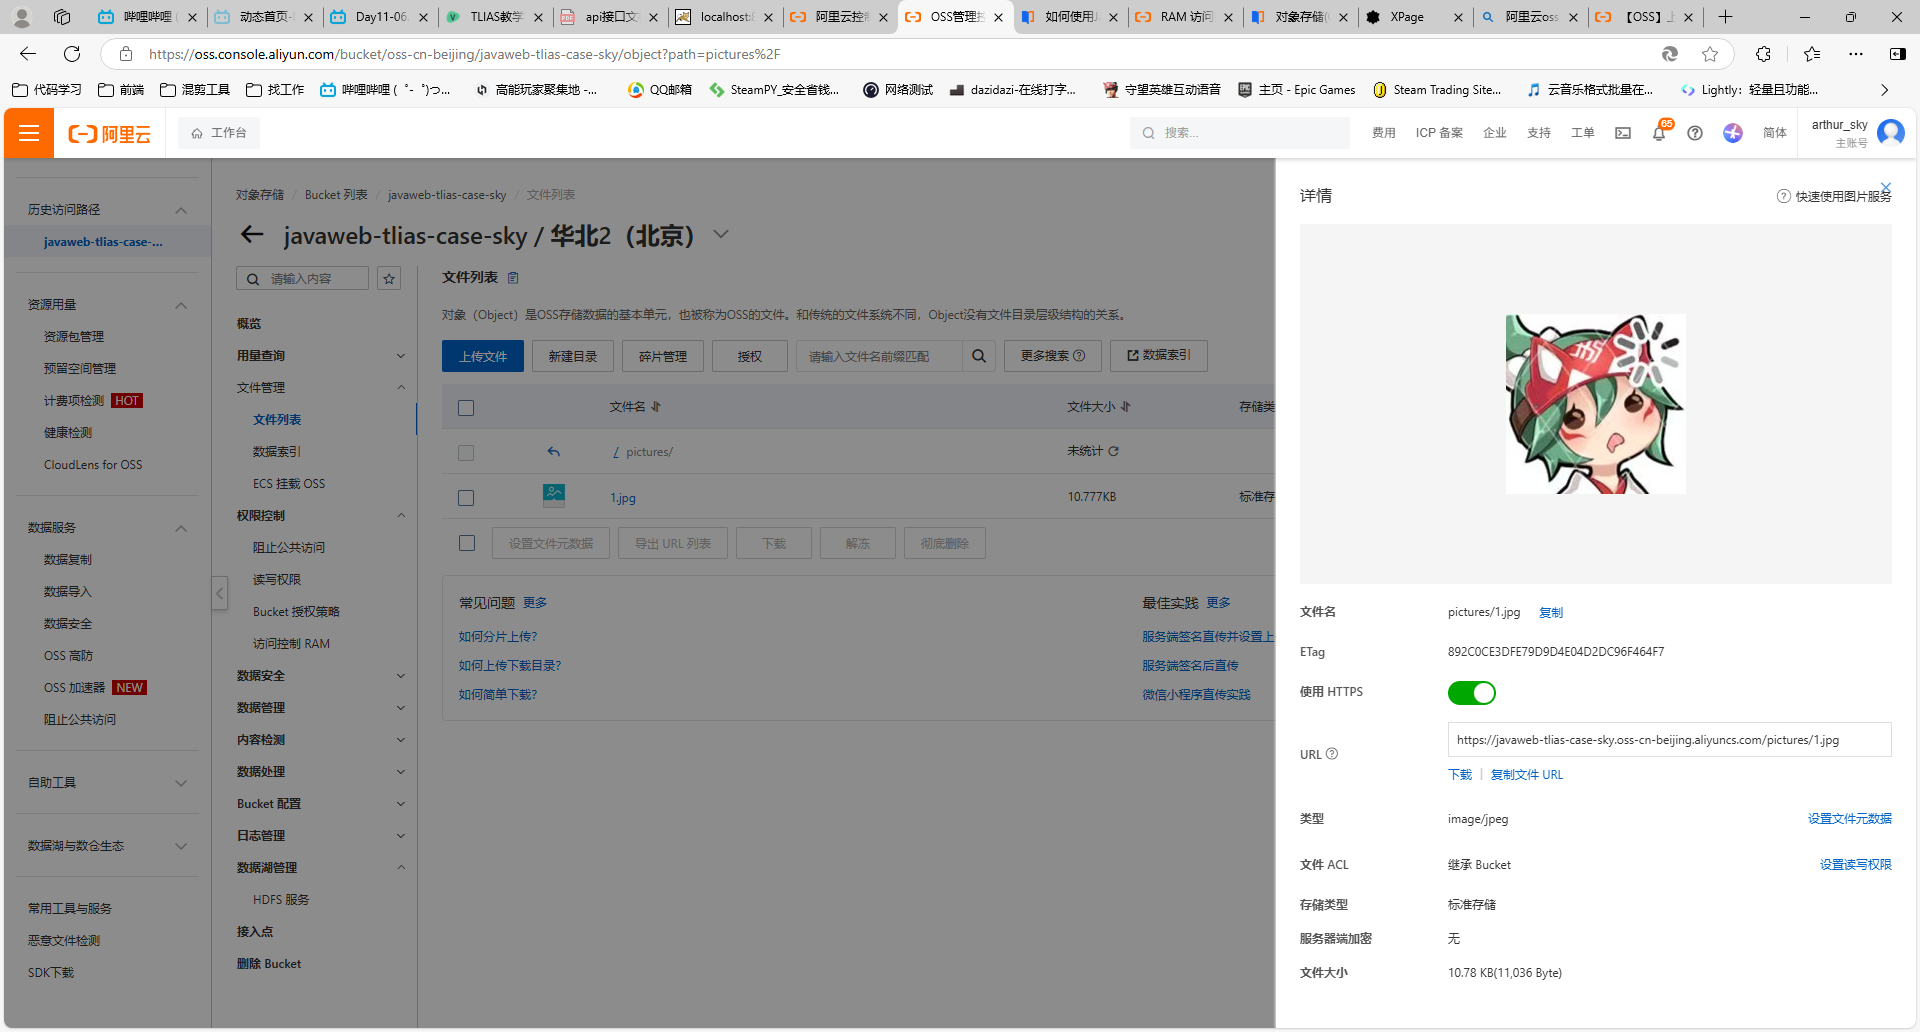 哔哩哔哩 (
动态首页-
Day11-06.
TLIAS教学
api接口文
localhost:8
阿里云控制
OSS管理控
如何使用J
RAM 访问
对象存储(
XPage
阿里云oss
【OSS】上
https://oss.console.aliyun.com/bucket/oss-cn-beijing/javaweb-tlias-case-sky/object?path=pictures%2F
代码学习
前端
混剪工具
找工作
哔哩哔哩 (゜-゜)つ...
高能玩家聚集地 -...
QQ邮箱
SteamPY_安全省钱...
网络测试
dazidazi-在线打字...
守望英雄互动语音
主页 - Epic Games
Steam Trading Site...
云音乐格式批量在...
Lightly：轻量且功能...
阿里云
工作台
搜索...
费用
ICP 备案
企业
支持
工单
65
简体
arthur_sky
主账号
历史访问路径
javaweb-tlias-case-...
资源用量
资源包管理
预留空间管理
计费项检测 HOT
健康检测
CloudLens for OSS
数据服务
数据复制
数据导入
数据安全
OSS 高防
OSS 加速器 NEW
阻止公共访问
自助工具
数据湖与数仓生态
常用工具与服务
恶意文件检测
SDK下载
对象存储 / Bucket 列表 / javaweb-tlias-case-sky / 文件列表
javaweb-tlias-case-sky / 华北2（北京）
请输入内容
概览
用量查询
文件管理
文件列表
数据索引
ECS 挂载 OSS
权限控制
阻止公共访问
读写权限
Bucket 授权策略
访问控制 RAM
数据安全
数据管理
内容检测
数据处理
Bucket 配置
日志管理
数据湖管理
HDFS 服务
接入点
删除 Bucket
文件列表
对象（Object）是OSS存储数据的基本单元，也被称为OSS的文件。和传统的文件系统不同，Object没有文件目录层级结构的关系。
上传文件
新建目录
碎片管理
授权
请输入文件名前缀匹配
更多搜索
数据索引
文件名
文件大小
存储类
/ pictures/
未统计
1.jpg
10.777KB
标准存
设置文件元数据
导出 URL 列表
下载
解冻
彻底删除
常见问题 更多
如何分片上传？
如何上传下载目录？
如何简单下载？
最佳实践 更多
服务端签名直传并设置上
服务端签名后直传
微信小程序直传实践
详情
快速使用图片服务
文件名
pictures/1.jpg
复制
ETag
892C0CE3DFE79D9D4E04D2DC96F464F7
使用 HTTPS
URL
https://javaweb-tlias-case-sky.oss-cn-beijing.aliyuncs.com/pictures/1.jpg
下载 | 复制文件 URL
类型
image/jpeg
设置文件元数据
文件 ACL
继承 Bucket
设置读写权限
存储类型
标准存储
服务器端加密
无
文件大小
10.78 KB(11,036 Byte)